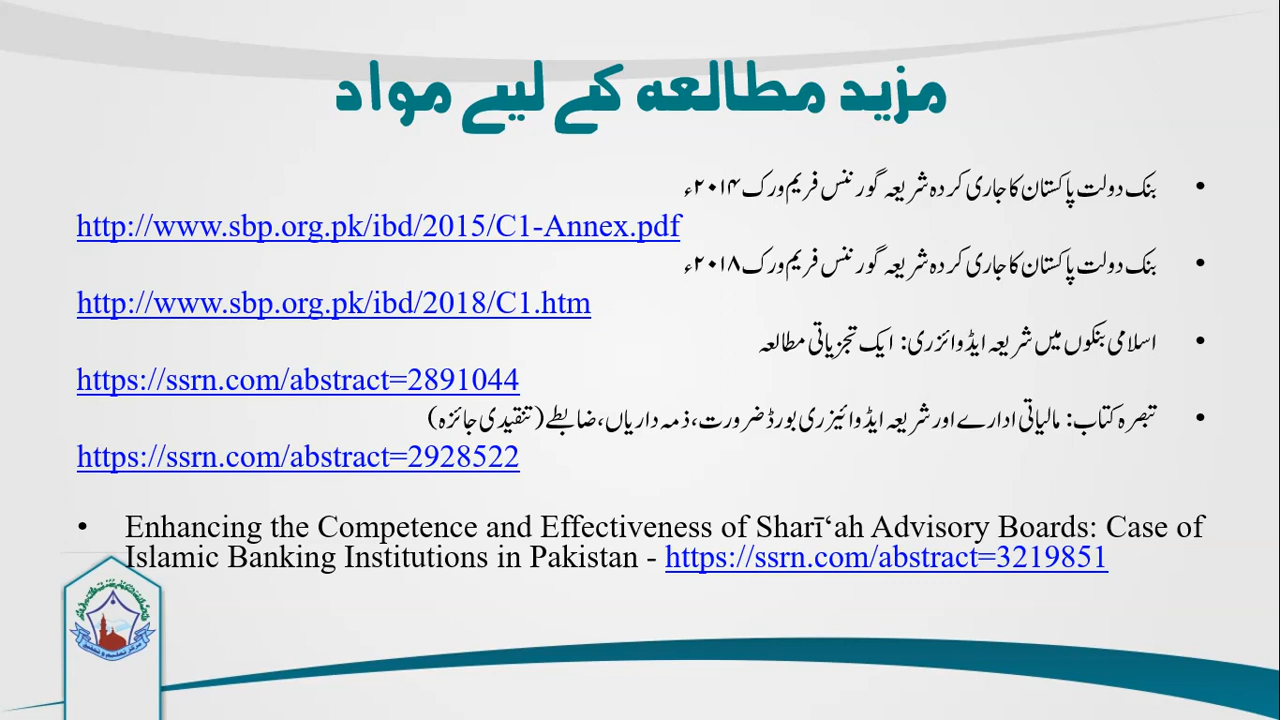 مزید مطالعہ کے لیے مواد
• بنک دولت پاکستان کا جاری کردہ شریعہ گورننس فریم ورک ۲۰۱۴ء
http://www.sbp.org.pk/ibd/2015/C1-Annex.pdf
• بنک دولت پاکستان کا جاری کردہ شریعہ گورننس فریم ورک ۲۰۱۸ء
http://www.sbp.org.pk/ibd/2018/C1.htm
• اسلامی بنکوں میں شریعہ ایڈوائزری: ایک تجزیاتی مطالعہ
https://ssrn.com/abstract=2891044
• تبصرہ کتاب: مالیاتی ادارے اور شریعہ ایڈوائیزری بورڈ ضرورت، ذمہ داریاں، ضابطے (تنقیدی جائزہ)
https://ssrn.com/abstract=2928522
• Enhancing the Competence and Effectiveness of Sharī‘ah Advisory Boards: Case of
Islamic Banking Institutions in Pakistan - https://ssrn.com/abstract=3219851